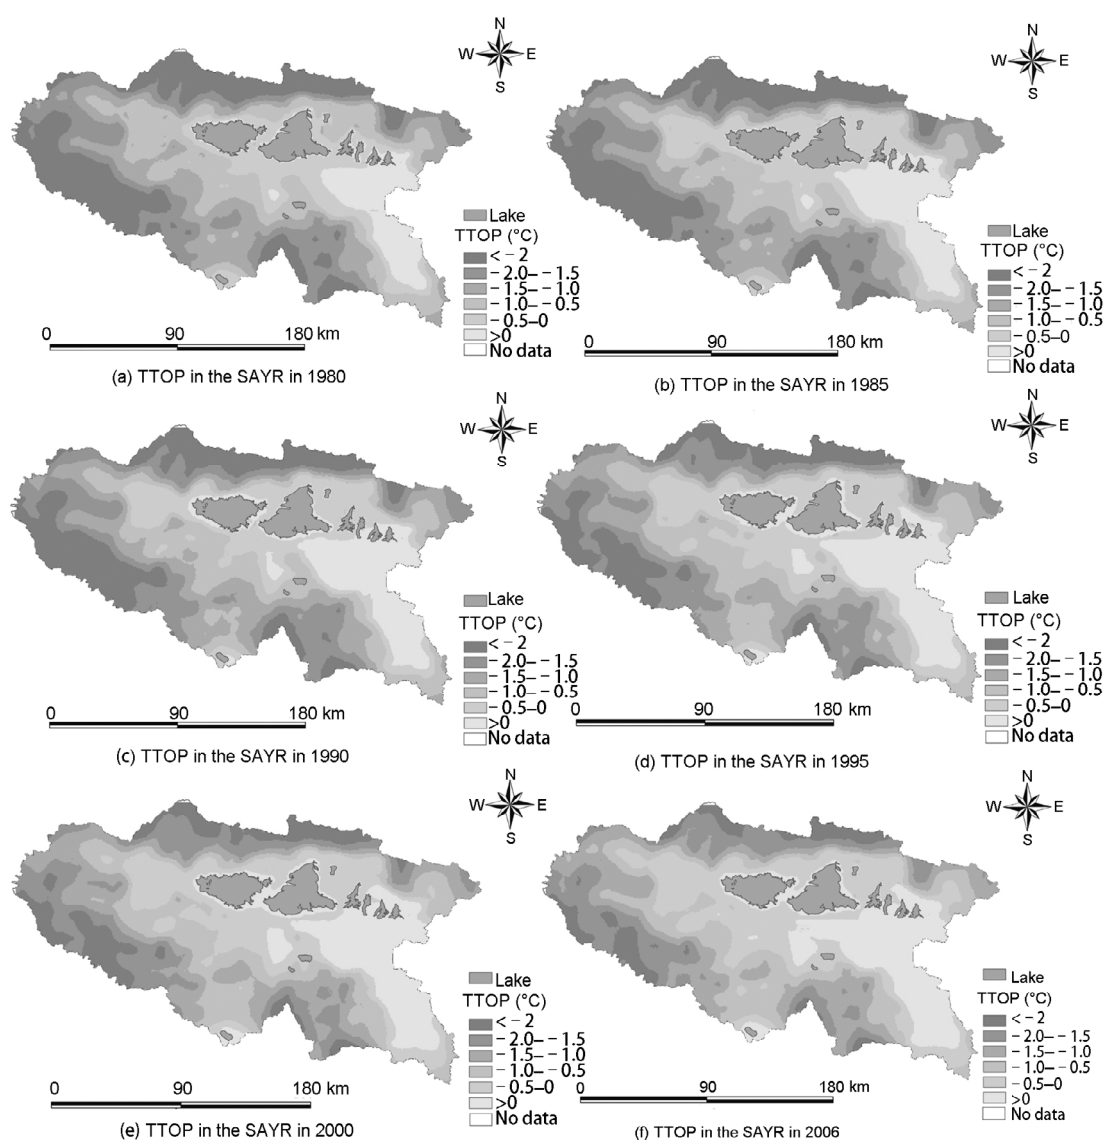 N
W E
S
Lake
TTOP (°C)
< −2
−2.0–−1.5
−1.5–−1.0
−1.0–−0.5
−0.5–0
>0
No data
0 90 180 km
(a) TTOP in the SAYR in 1980
N
W E
S
Lake
TTOP (°C)
< −2
−2.0–−1.5
−1.5–−1.0
−1.0–−0.5
−0.5–0
>0
No data
0 90 180 km
(b) TTOP in the SAYR in 1985
N
W E
S
Lake
TTOP (°C)
< −2
−2.0–−1.5
−1.5–−1.0
−1.0–−0.5
−0.5–0
>0
No data
0 90 180 km
(c) TTOP in the SAYR in 1990
N
W E
S
Lake
TTOP (°C)
< −2
−2.0–−1.5
−1.5–−1.0
−1.0–−0.5
−0.5–0
>0
No data
0 90 180 km
(d) TTOP in the SAYR in 1995
N
W E
S
Lake
TTOP (°C)
< −2
−2.0–−1.5
−1.5–−1.0
−1.0–−0.5
−0.5–0
>0
No data
0 90 180 km
(e) TTOP in the SAYR in 2000
N
W E
S
Lake
TTOP (°C)
< −2
−2.0–−1.5
−1.5–−1.0
−1.0–−0.5
−0.5–0
>0
No data
0 90 180 km
(f) TTOP in the SAYR in 2006